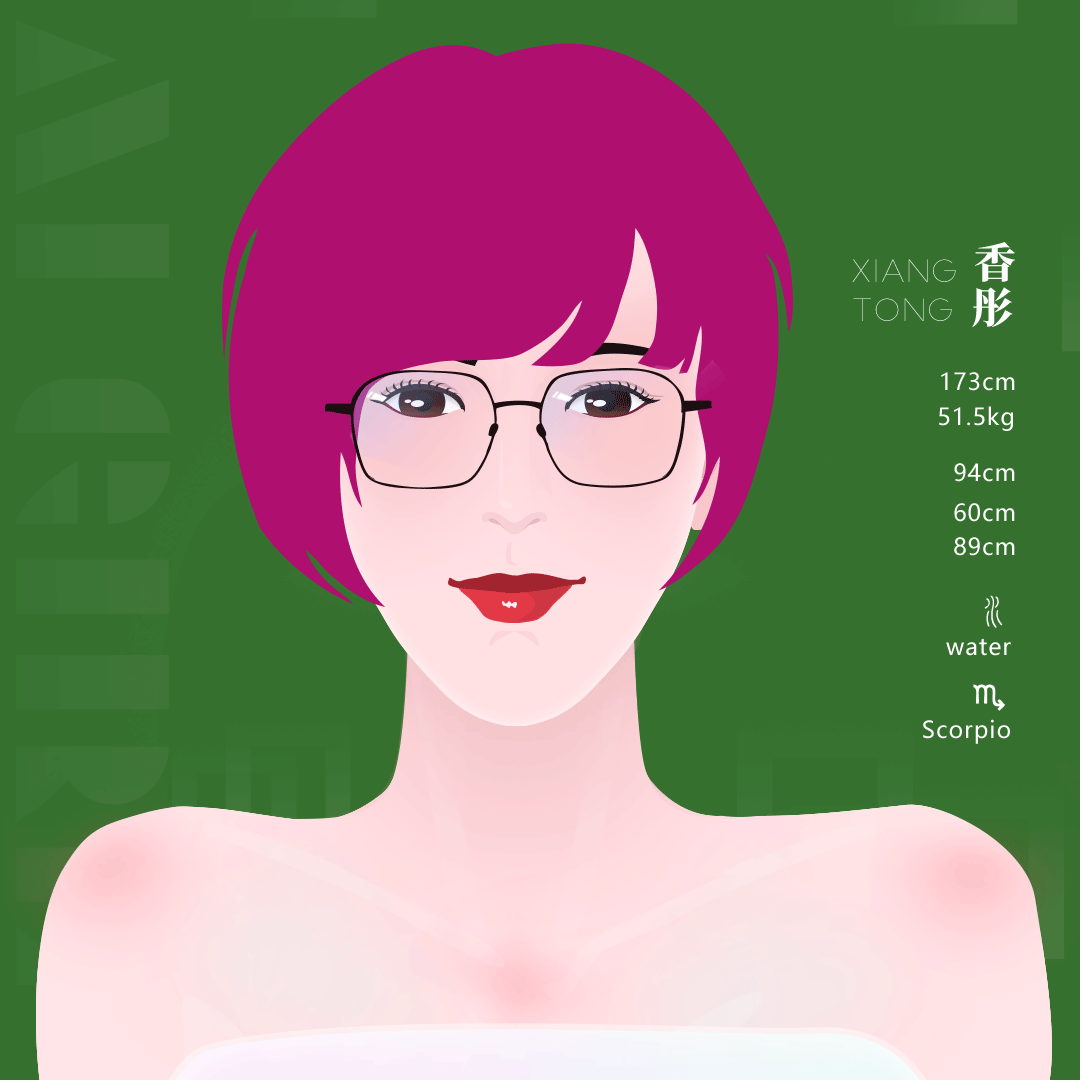 XIANG
TONG
香彤
173cm
51.5kg
94cm
60cm
89cm
water
Scorpio